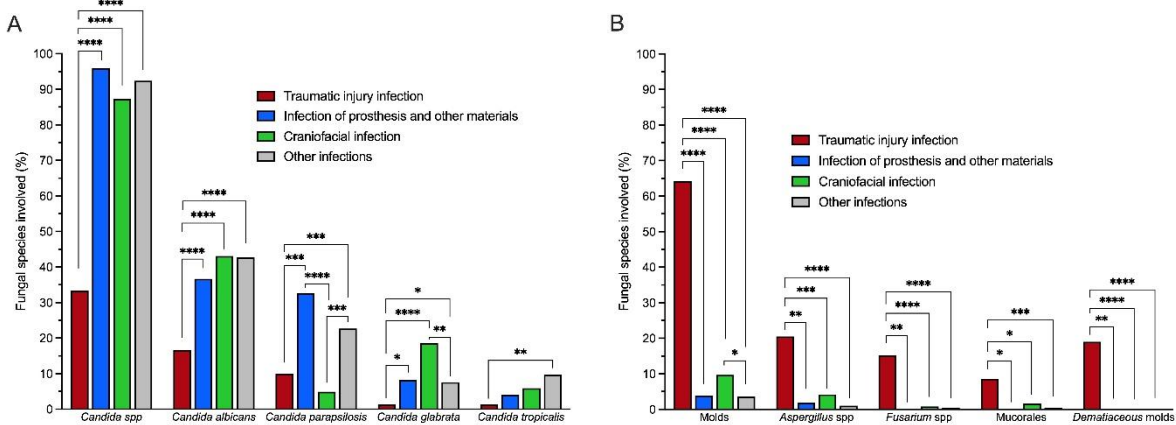 A
Fungal species involved (%)
100
90
80
70
60
50
40
30
20
10
0
**** 
****
****
Traumatic injury infection
Infection of prosthesis and other materials
Craniofacial infection
Other infections
****
****
****
***
***
****
***
*
****
*
**
**
Candida spp
Candida albicans
Candida parapsilosis
Candida glabrata
Candida tropicalis
B
Fungal species involved (%)
100
90
80
70
60
50
40
30
20
10
0
****
****
****
Traumatic injury infection
Infection of prosthesis and other materials
Craniofacial infection
Other infections
*
****
***
**
****
****
**
***
*
*
****
****
**
Molds
Aspergillus spp
Fusarium spp
Mucorales
Dematiaceous molds